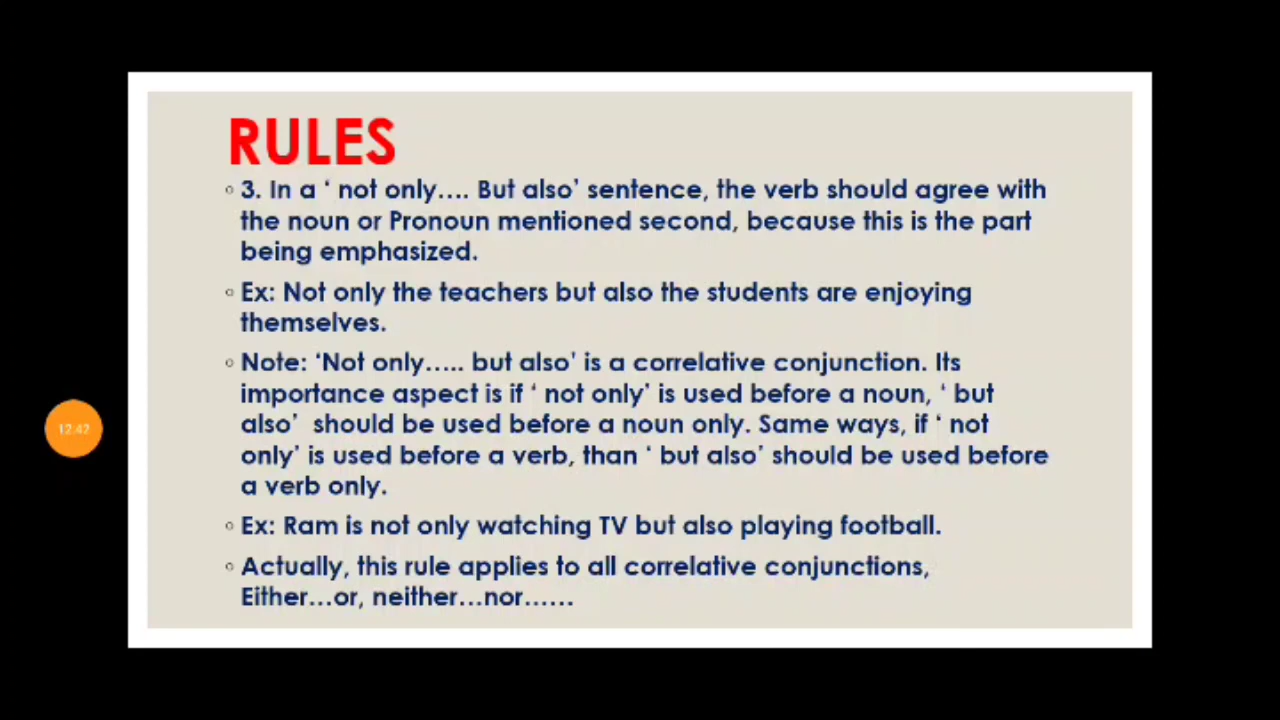 RULES
◦ 3. In a ‘ not only.... But also’ sentence, the verb should agree with
the noun or Pronoun mentioned second, because this is the part
being emphasized.
◦ Ex: Not only the teachers but also the students are enjoying
themselves.
◦ Note: ‘Not only..... but also’ is a correlative conjunction. Its
importance aspect is if ‘ not only’ is used before a noun, ‘ but
also’  should be used before a noun only. Same ways, if ‘ not
only’ is used before a verb, than ‘ but also’ should be used before
a verb only.
◦ Ex: Ram is not only watching TV but also playing football.
◦ Actually, this rule applies to all correlative conjunctions,
Either...or, neither...nor......
12:42